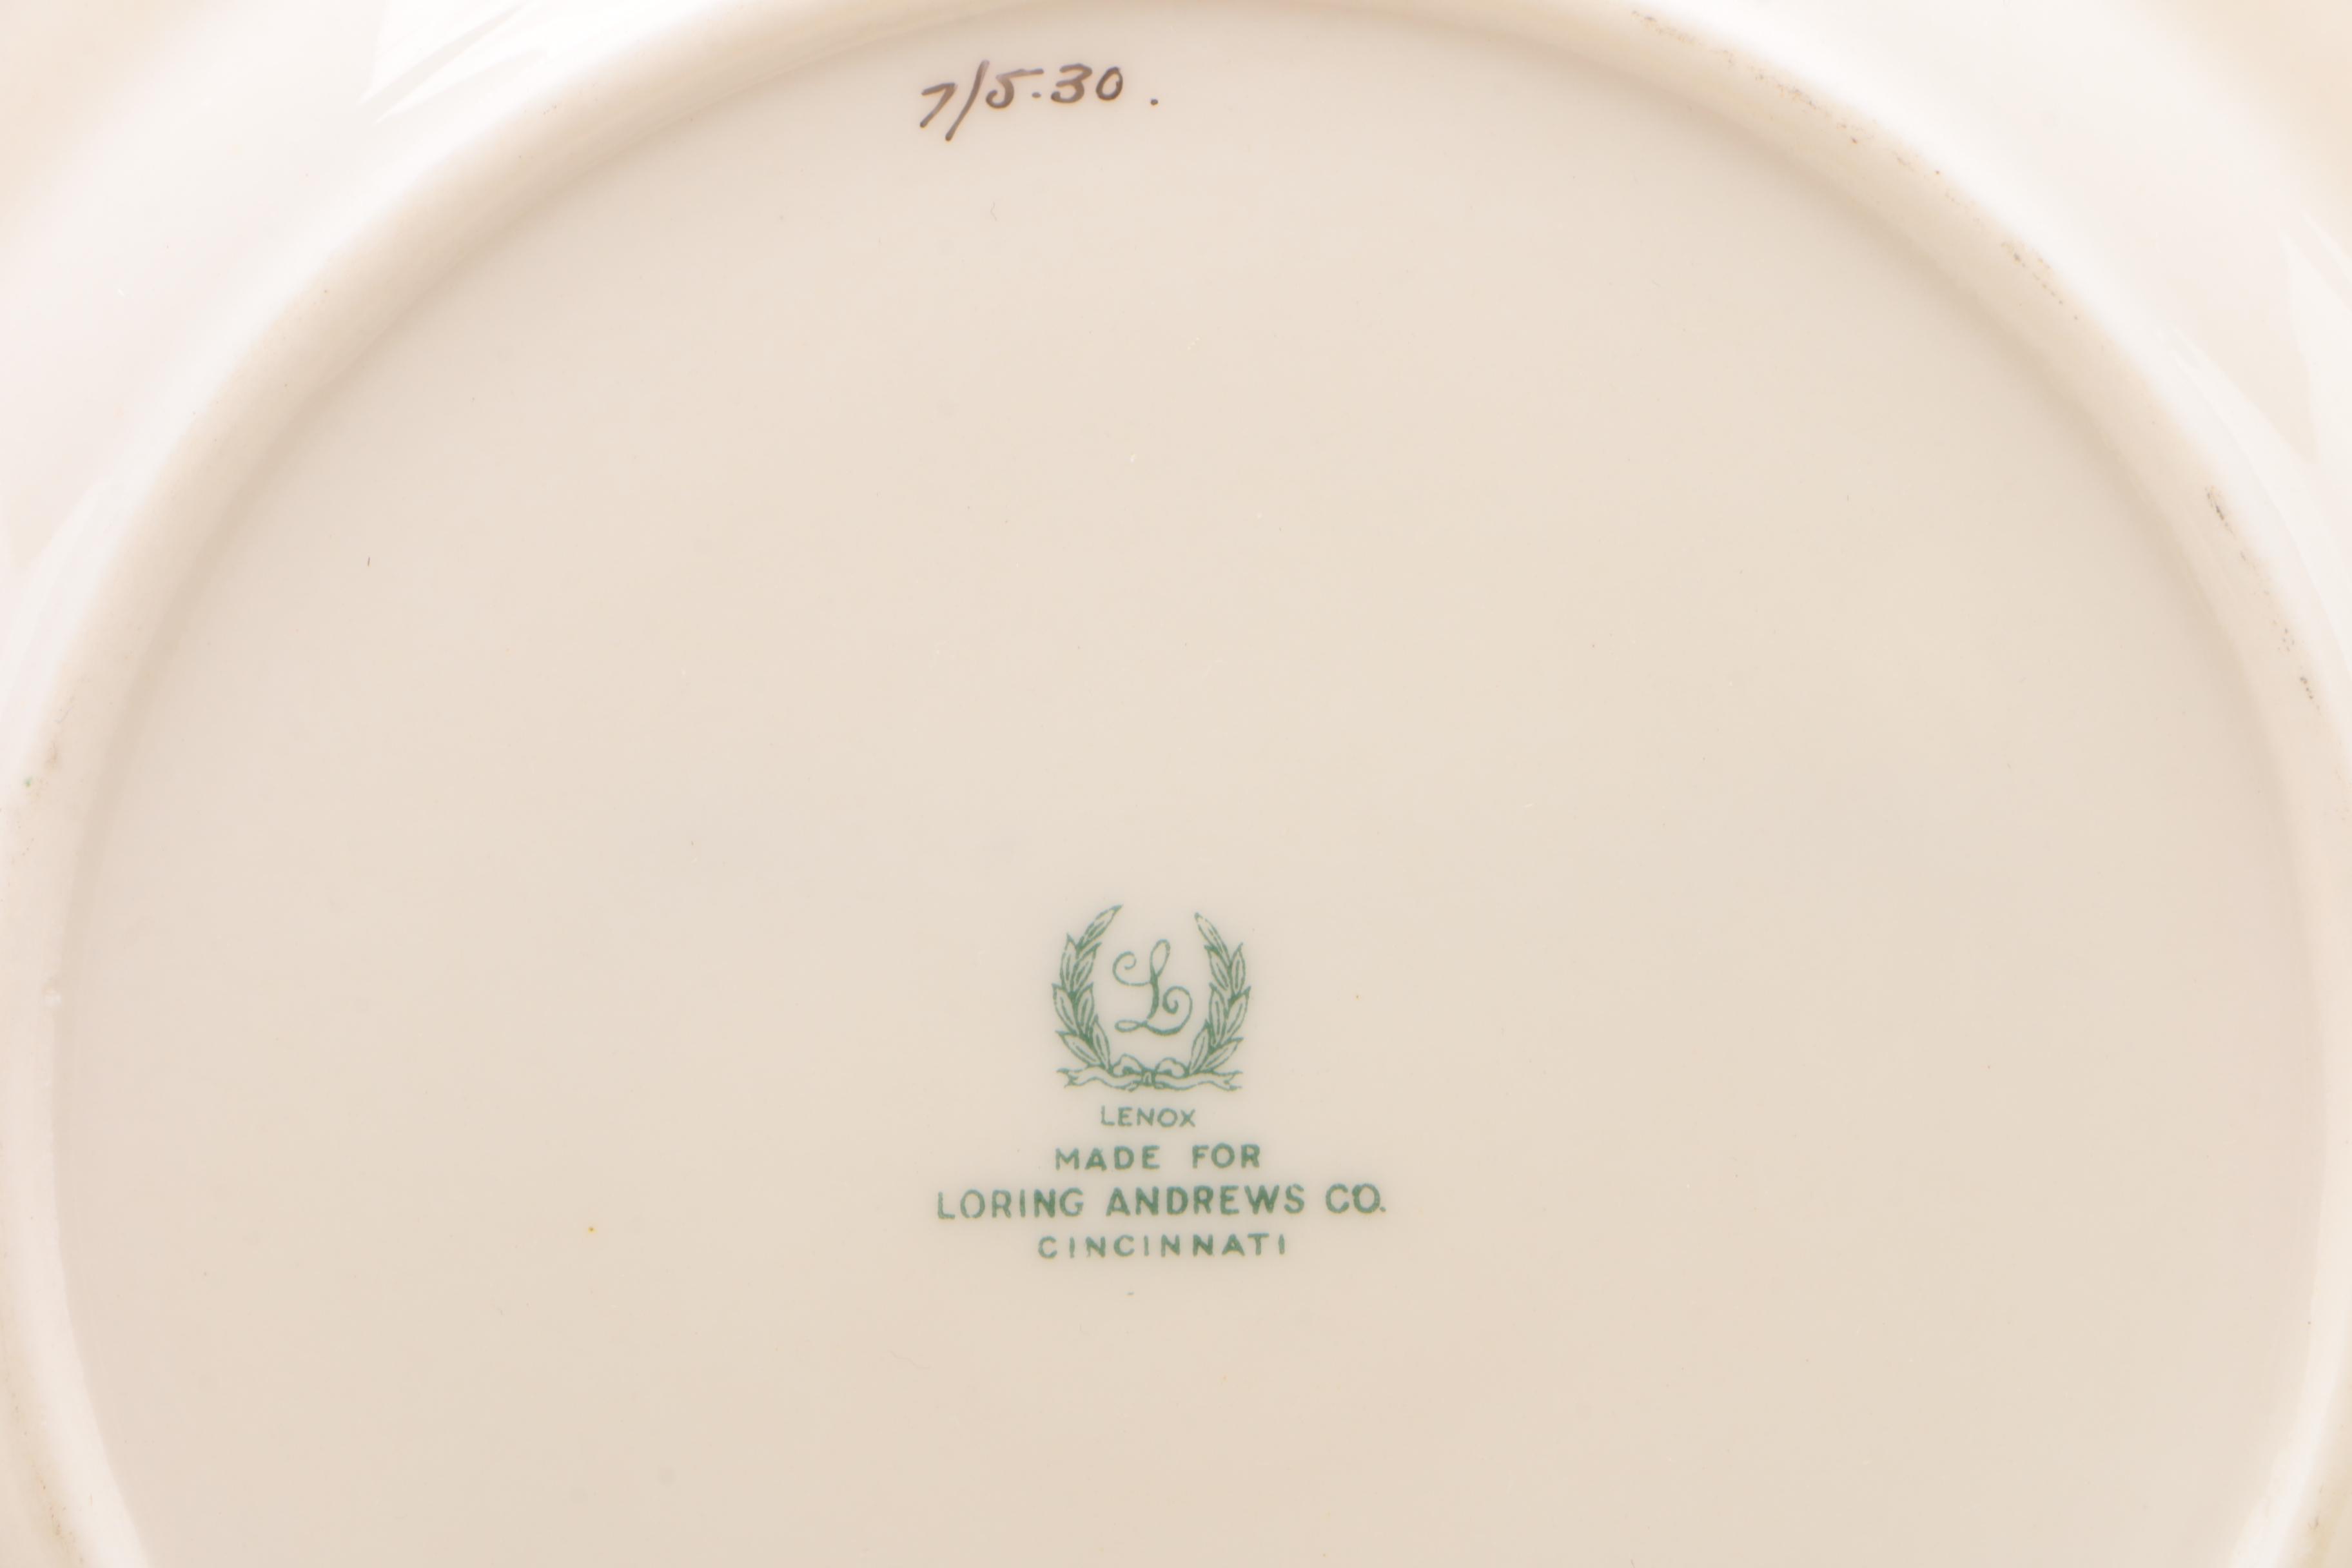 7/5.30.
L
LENOX
MADE FOR
LORING ANDREWS CO.
CINCINNATI